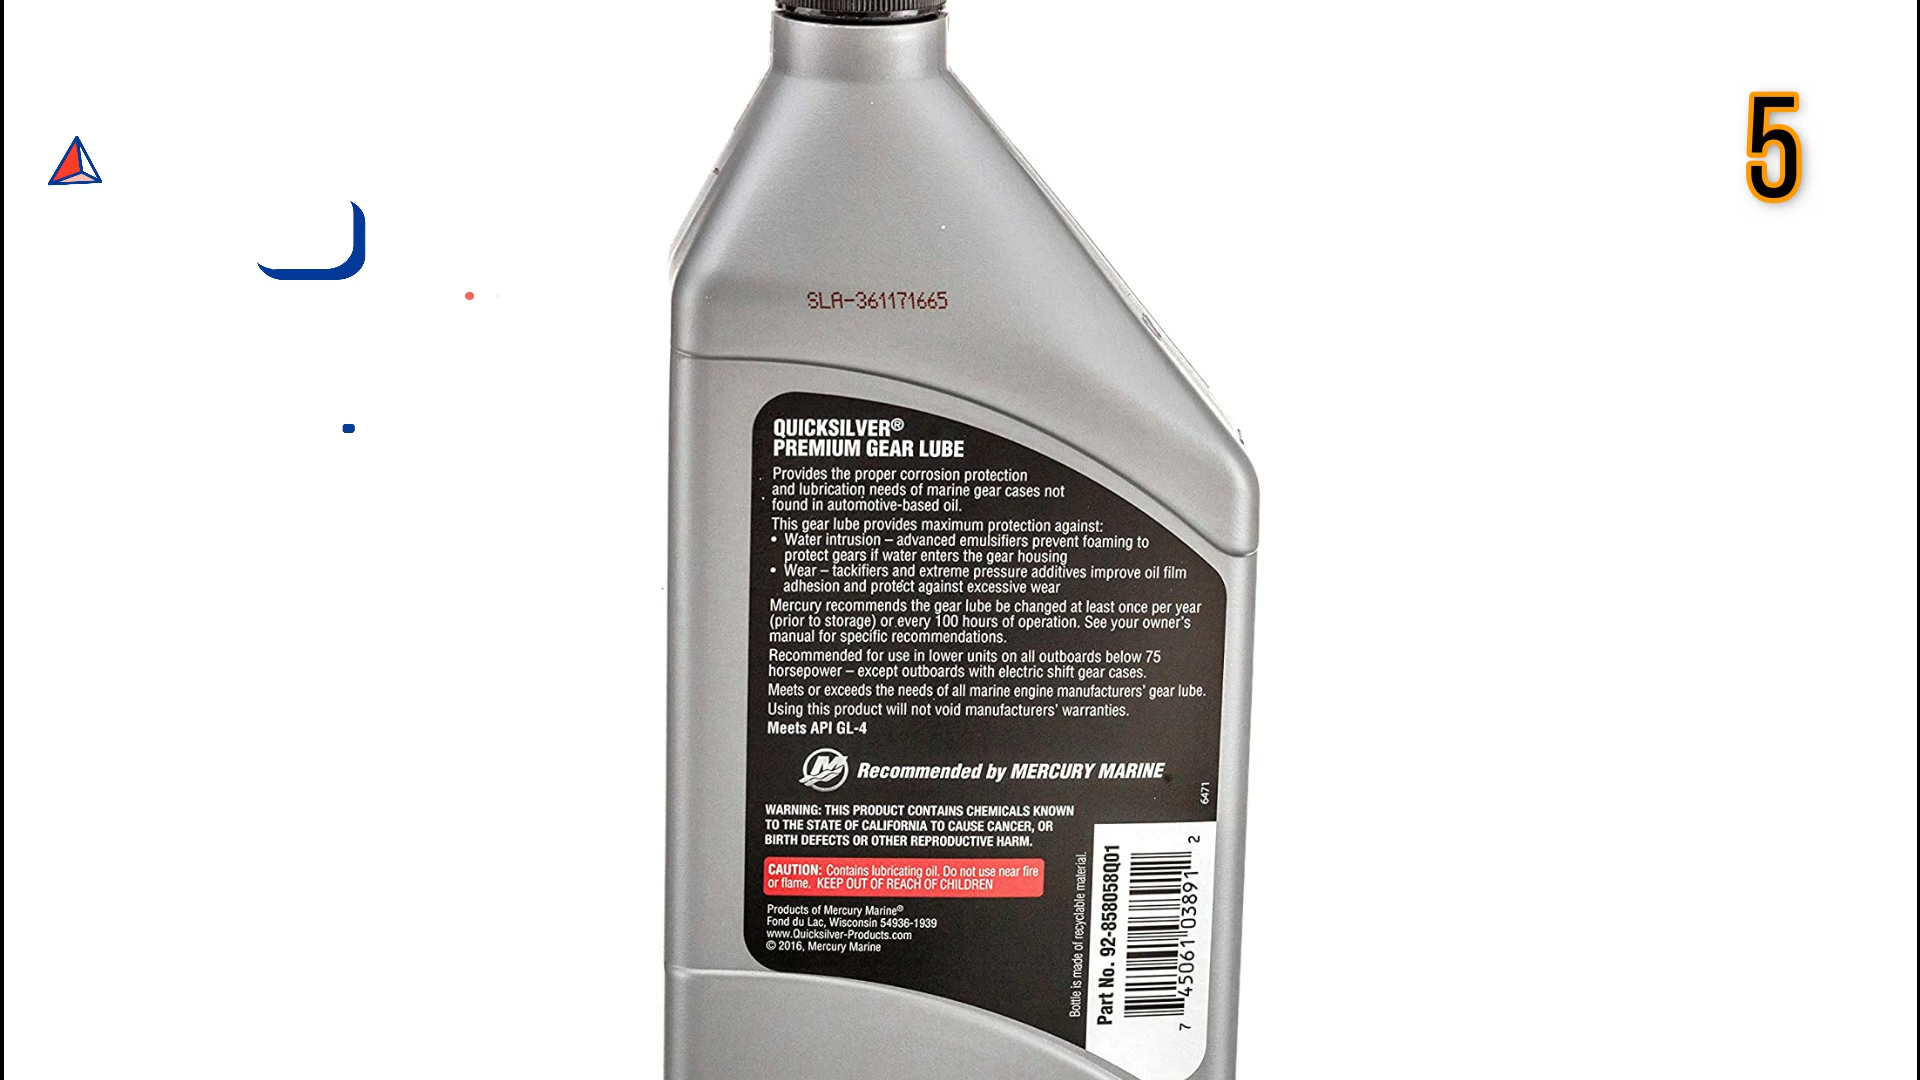 5
SLA-361171665
QUICKSILVER®
PREMIUM GEAR LUBE
Provides the proper corrosion protection
and lubrication needs of marine gear cases not
found in automotive-based oil.
This gear lube provides maximum protection against:
• Water intrusion – advanced emulsifiers prevent foaming to
protect gears if water enters the gear housing
• Wear – tackifiers and extreme pressure additives improve oil film
adhesion and protect against excessive wear
Mercury recommends the gear lube be changed at least once per year
(prior to storage) or every 100 hours of operation. See your owner's
manual for specific recommendations.
Recommended for use in lower units on all outboards below 75
horsepower – except outboards with electric shift gear cases.
Meets or exceeds the needs of all marine engine manufacturers' gear lube.
Using this product will not void manufacturers' warranties.
Meets API GL-4
Recommended by MERCURY MARINE
6471
WARNING: THIS PRODUCT CONTAINS CHEMICALS KNOWN
TO THE STATE OF CALIFORNIA TO CAUSE CANCER, OR
BIRTH DEFECTS OR OTHER REPRODUCTIVE HARM.
CAUTION: Contains lubricating oil. Do not use near fire
or flame. KEEP OUT OF REACH OF CHILDREN
Products of Mercury Marine®
Fond du Lac, Wisconsin 54936-1939
www.Quicksilver-Products.com
© 2016, Mercury Marine
Bottle is made of recyclable material.
Part No. 92-858058Q01
7 45061 03891 2